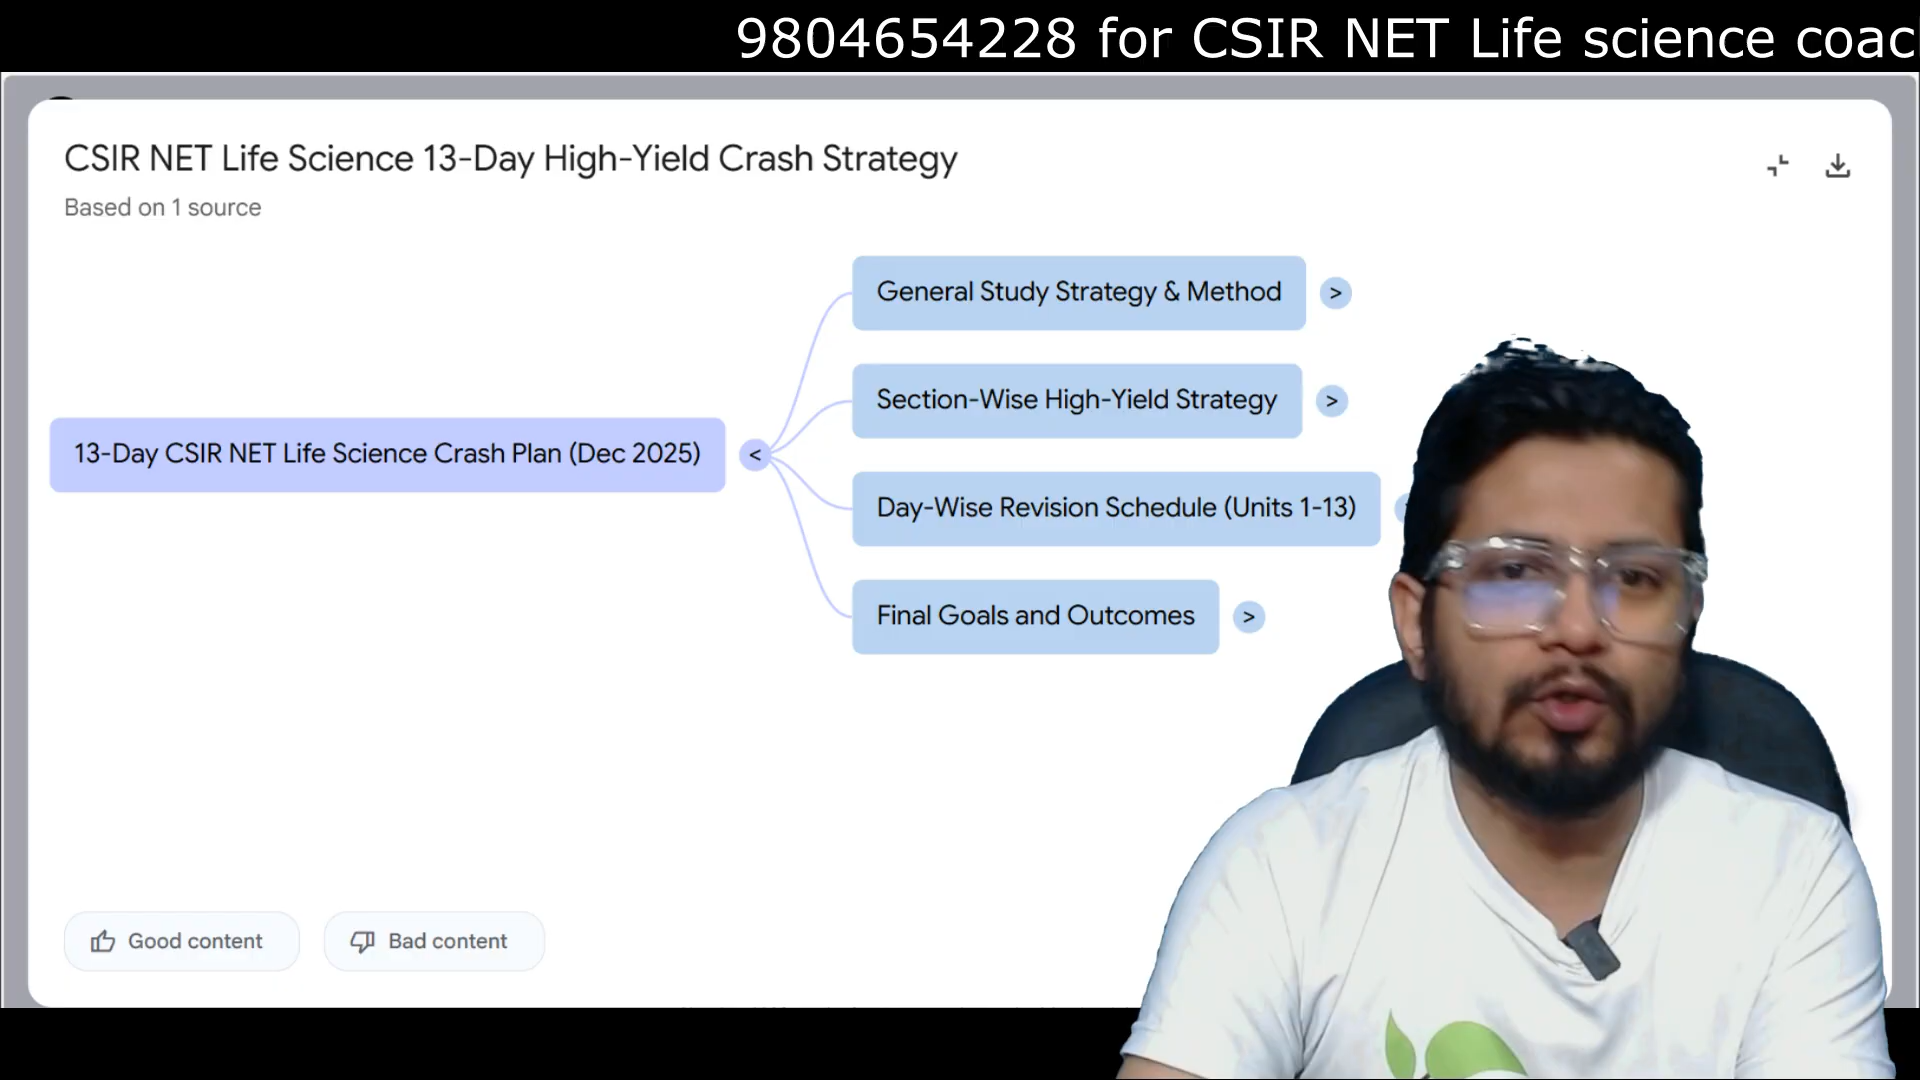 9804654228 for CSIR NET Life science coac
CSIR NET Life Science 13-Day High-Yield Crash Strategy
Based on 1 source
General Study Strategy & Method >
Section-Wise High-Yield Strategy >
13-Day CSIR NET Life Science Crash Plan (Dec 2025) <
Day-Wise Revision Schedule (Units 1-13)
Final Goals and Outcomes >
Good content
Bad content